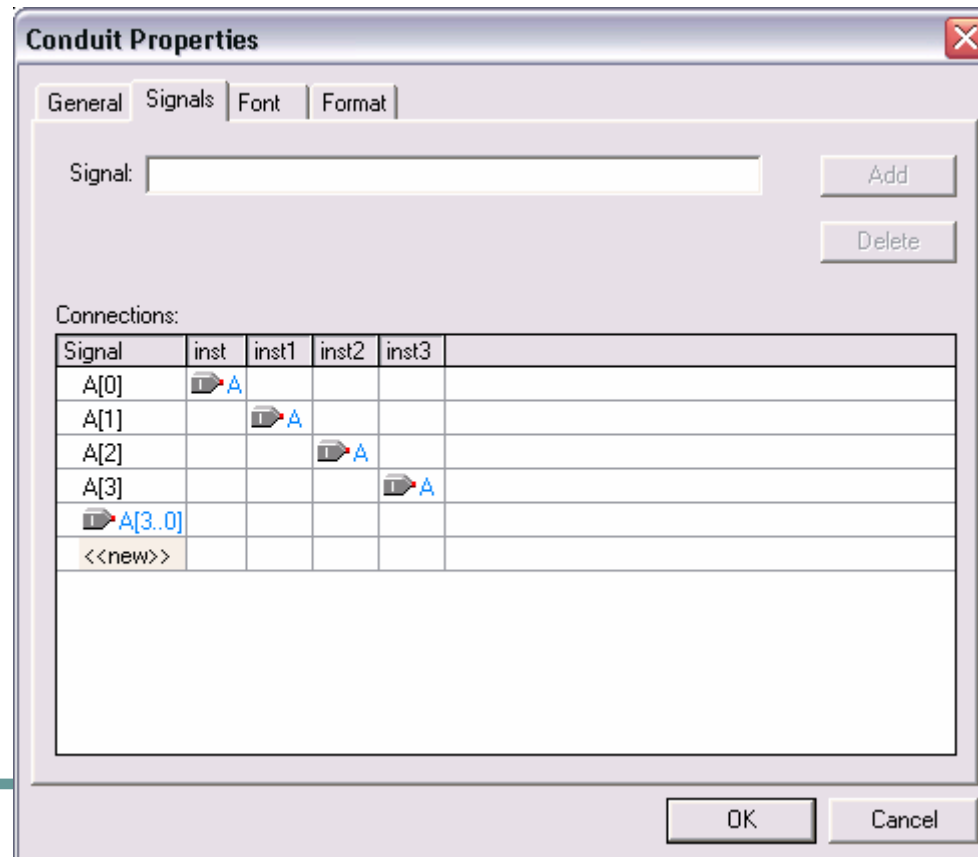 Conduit Properties
General Signals Font Format
Signal: Add
Delete
Connections:
Signal inst inst1 inst2 inst3
A[0] A
A[1] A
A[2] A
A[3] A
A[3..0]
<<new>>
OK Cancel